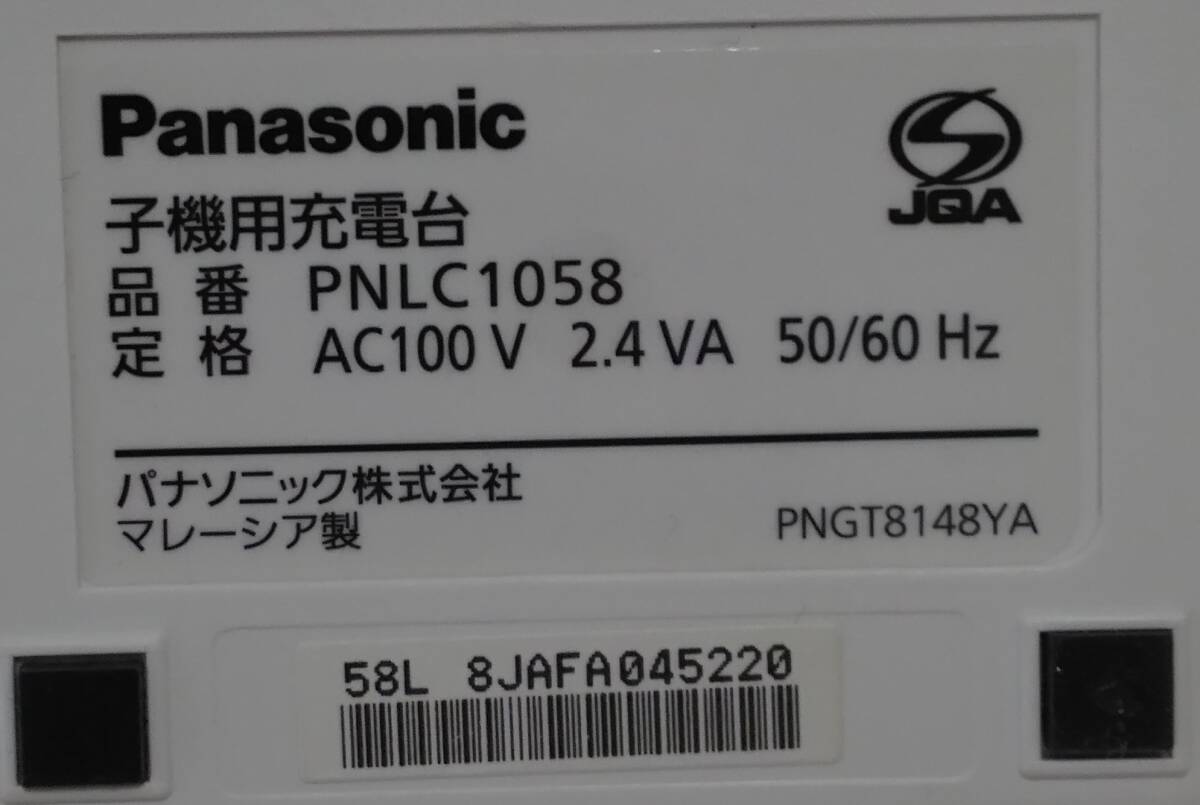 Panasonic
JQA
子機用充電台
品番 PNLC1058
定格 AC100 V 2.4 VA 50/60 Hz
パナソニック株式会社
マレーシア製
PNGT8148YA
58L 8JAFA045220